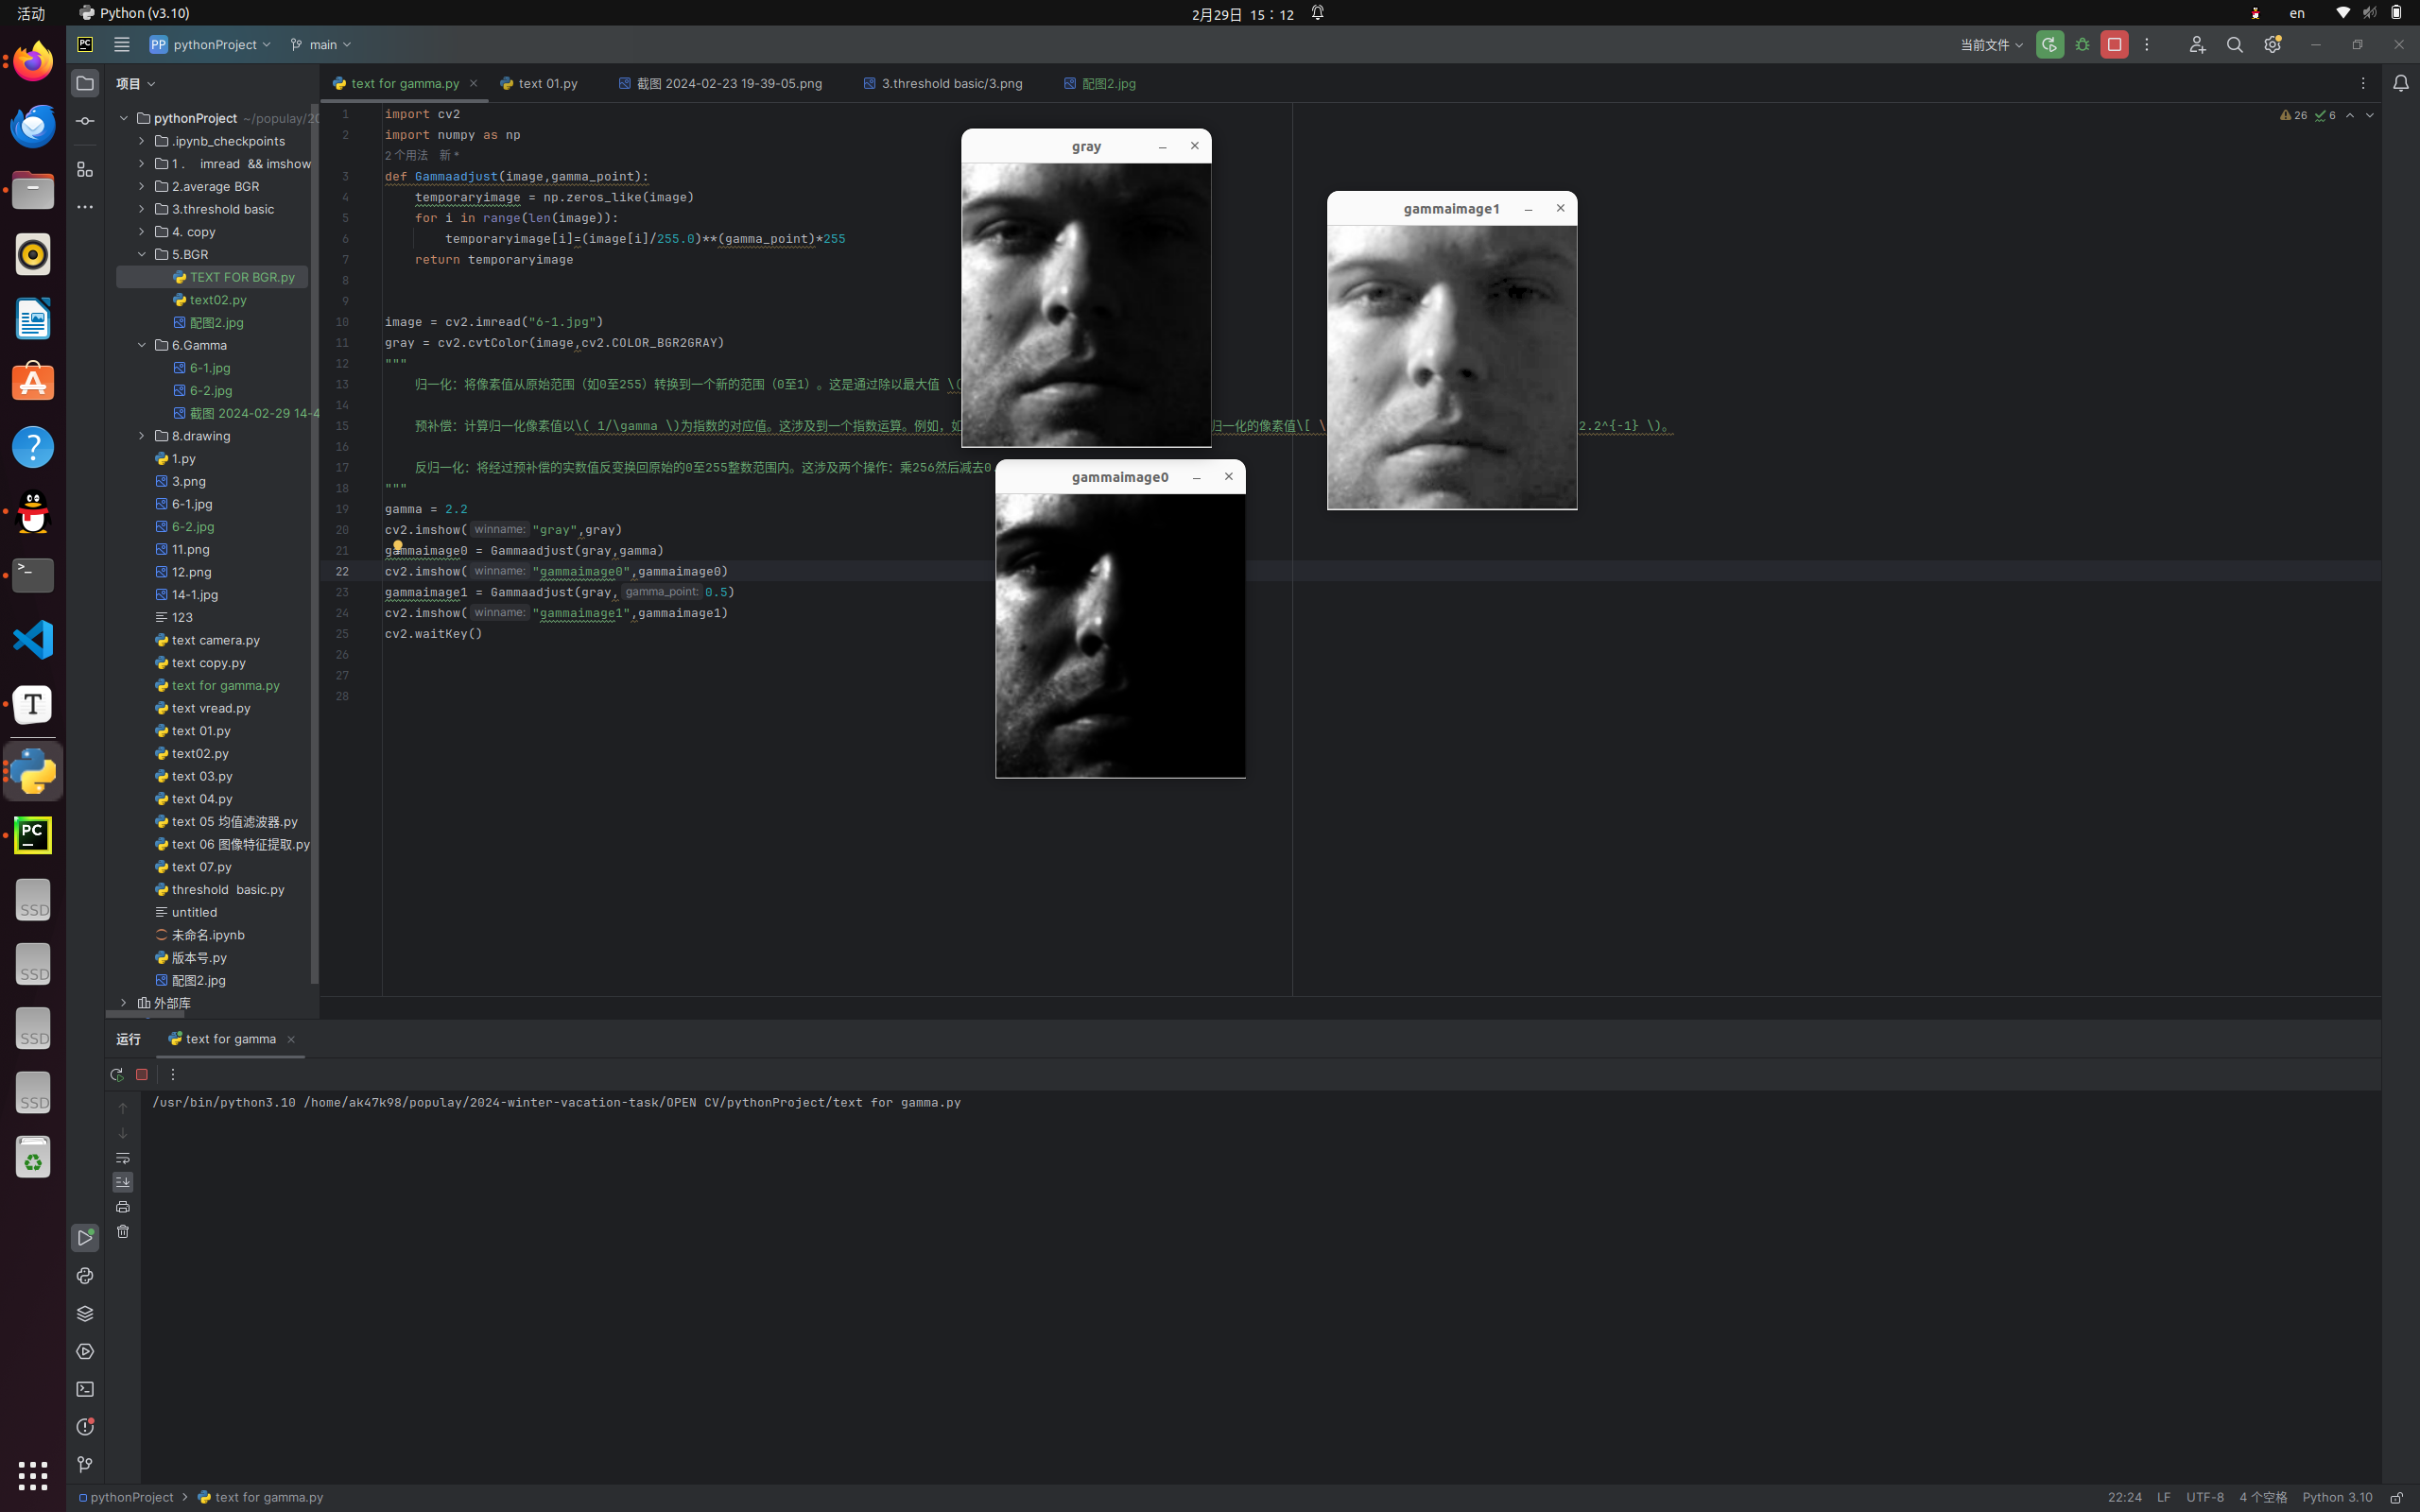 活动
Python (v3.10)
2月29日 15：12
en
PC
PP pythonProject
main
当前文件
项目
text for gamma.py
text 01.py
截图 2024-02-23 19-39-05.png
3.threshold basic/3.png
配图2.jpg
pythonProject ~/populay/20
.ipynb_checkpoints
1 . imread && imshow
2.average BGR
3.threshold basic
4. copy
5.BGR
TEXT FOR BGR.py
text02.py
配图2.jpg
6.Gamma
6-1.jpg
6-2.jpg
截图 2024-02-29 14-4
8.drawing
1.py
3.png
6-1.jpg
6-2.jpg
11.png
12.png
14-1.jpg
123
text camera.py
text copy.py
text for gamma.py
text vread.py
text 01.py
text02.py
text 03.py
text 04.py
text 05 均值滤波器.py
text 06 图像特征提取.py
text 07.py
threshold basic.py
untitled
未命名.ipynb
版本号.py
配图2.jpg
外部库
26 6
1 import cv2
2 import numpy as np
2个用法 新 *
3 def Gammaadjust(image,gamma_point):
4 temporaryimage = np.zeros_like(image)
5 for i in range(len(image)):
6 temporaryimage[i]=(image[i]/255.0)**(gamma_point)*255
7 return temporaryimage
8
9
10 image = cv2.imread("6-1.jpg")
11 gray = cv2.cvtColor(image,cv2.COLOR_BGR2GRAY)
12 """
13 归一化：将像素值从原始范围（如0至255）转换到一个新的范围（0至1）。这是通过除以最大值 \(
14
15 预补偿：计算归一化像素值以\( 1/\gamma \)为指数的对应值。这涉及到一个指数运算。例如，如 归一化的像素值\[ \ 2.2^{-1} \)。
16
17 反归一化：将经过预补偿的实数值反变换回原始的0至255整数范围内。这涉及两个操作：乘256然后减去0
18 """
19 gamma = 2.2
20 cv2.imshow( winname: "gray",gray)
21 gammaimage0 = Gammaadjust(gray,gamma)
22 cv2.imshow( winname: "gammaimage0",gammaimage0)
23 gammaimage1 = Gammaadjust(gray, gamma_point: 0.5)
24 cv2.imshow( winname: "gammaimage1",gammaimage1)
25 cv2.waitKey()
26
27
28
gray
gammaimage1
gammaimage0
运行
text for gamma
/usr/bin/python3.10 /home/ak47k98/populay/2024-winter-vacation-task/OPEN CV/pythonProject/text for gamma.py
T
PC
SSD
SSD
SSD
SSD
pythonProject > text for gamma.py
22:24 LF UTF-8 4 个空格 Python 3.10